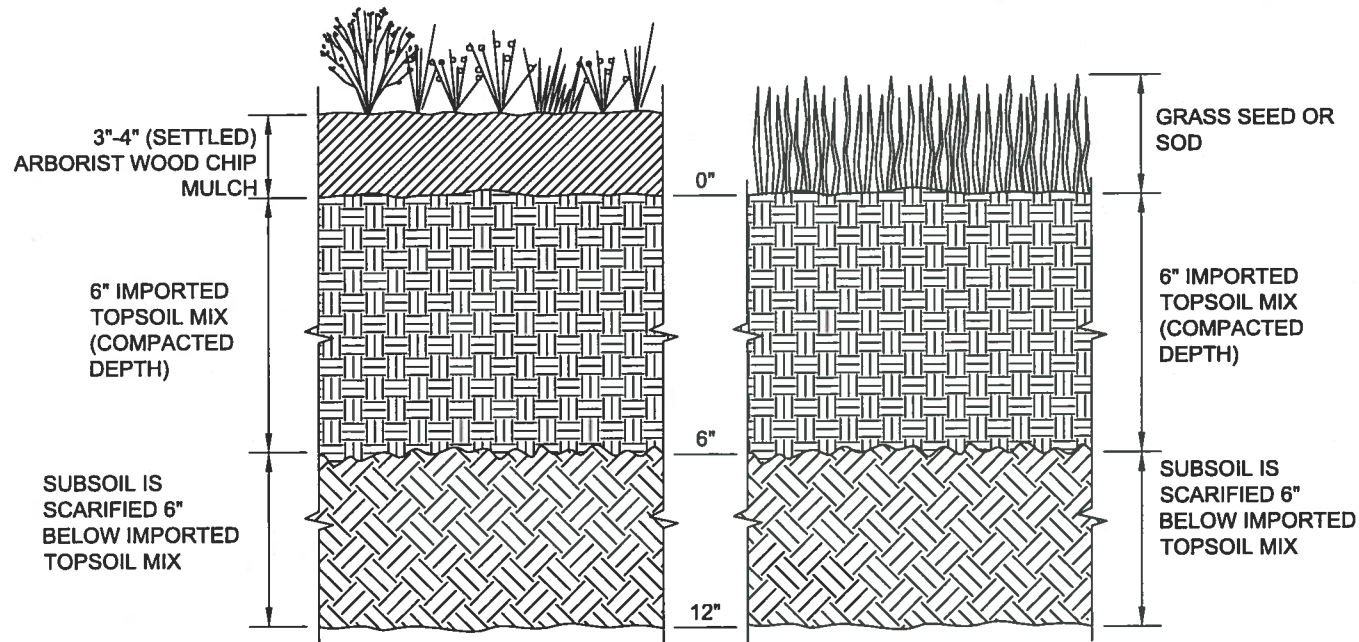 3"-4" (SETTLED)
ARBORIST WOOD CHIP
MULCH
6" IMPORTED
TOPSOIL MIX
(COMPACTED
DEPTH)
SUBSOIL IS
SCARIFIED 6"
BELOW IMPORTED
TOPSOIL MIX
0"
6"
12"
GRASS SEED OR
SOD
6" IMPORTED
TOPSOIL MIX
(COMPACTED
DEPTH)
SUBSOIL IS
SCARIFIED 6"
BELOW IMPORTED
TOPSOIL MIX